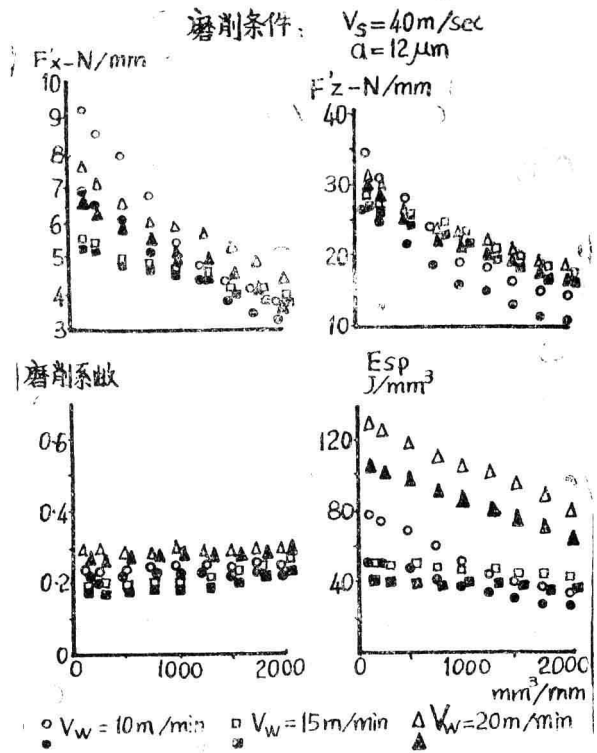 磨削条件: Vs=40m/sec
a=12μm
F'x-N/mm
10
9
8
7
6
5
4
3
F'z-N/mm
40
30
20
10
磨削系数
0.6
0.4
0.2
0
1000
2000
Esp
J/mm³
120
80
40
0
1000
2000
mm³/mm
○ Vw=10m/min □ Vw=15m/min △ Vw=20m/min
● ■ ▲